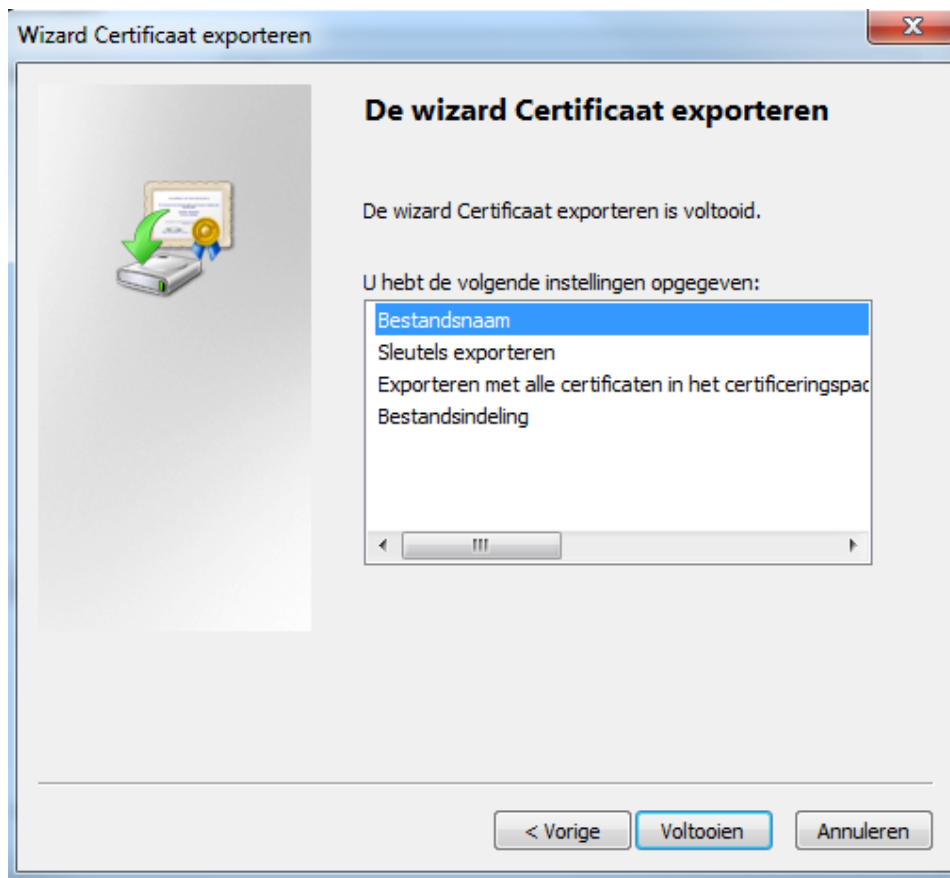 Wizard Certificaat exporteren
De wizard Certificaat exporteren
De wizard Certificaat exporteren is voltooid.
U hebt de volgende instellingen opgegeven:
Bestandsnaam
Sleutels exporteren
Exporteren met alle certificaten in het certificeringspac
Bestandsindeling
< Vorige
Voltooien
Annuleren